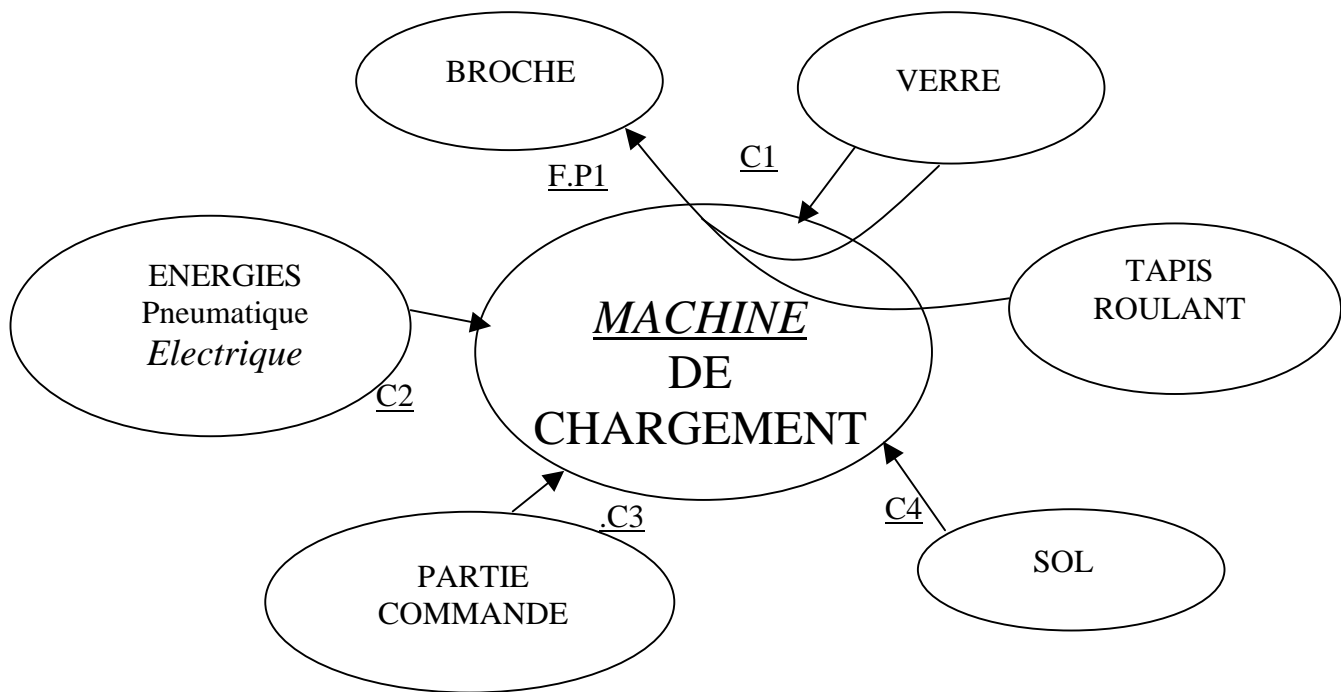 BROCHE
VERRE
C1
F.P1
ENERGIES
Pneumatique
Electrique
C2
TAPIS
ROULANT
MACHINE
DE
CHARGEMENT
.C3
C4
PARTIE
COMMANDE
SOL